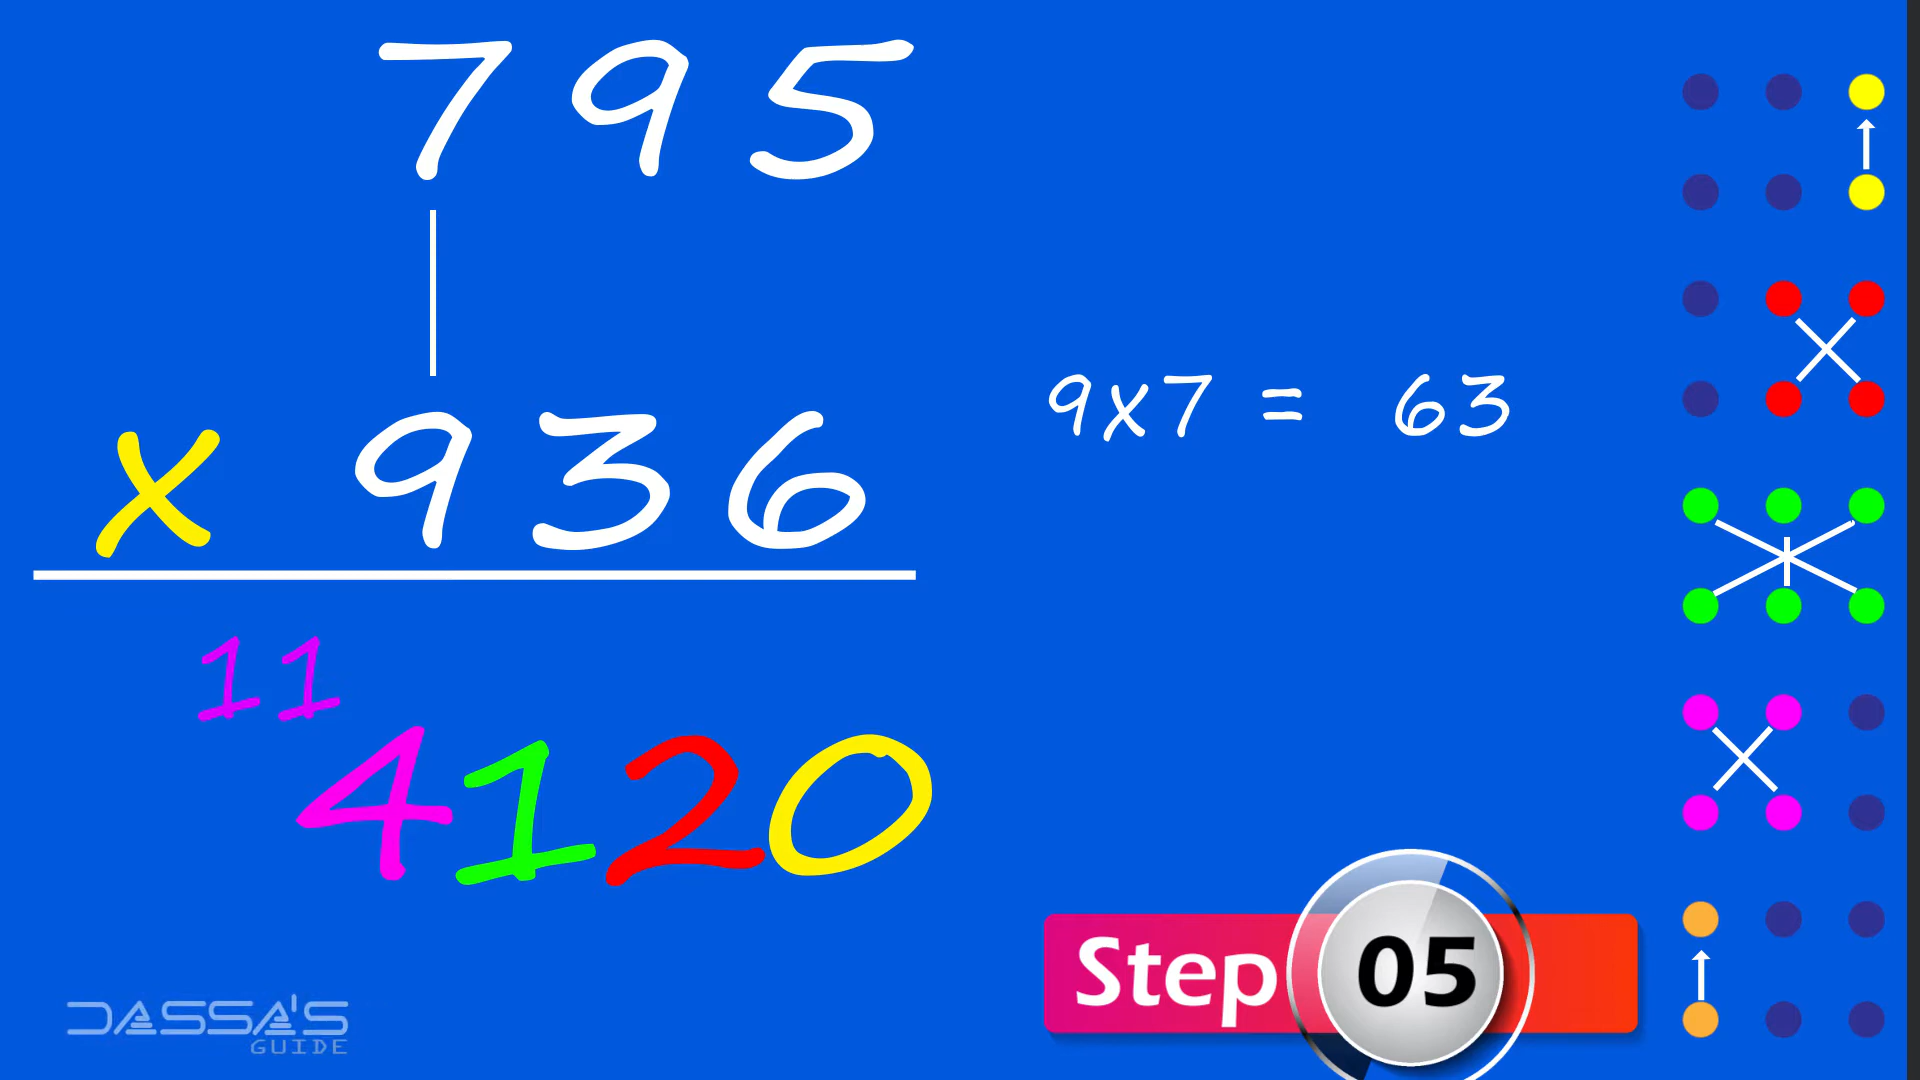 795
x 936
9x7 = 63
11
4120
Step 05
DASSA'S
GUIDE